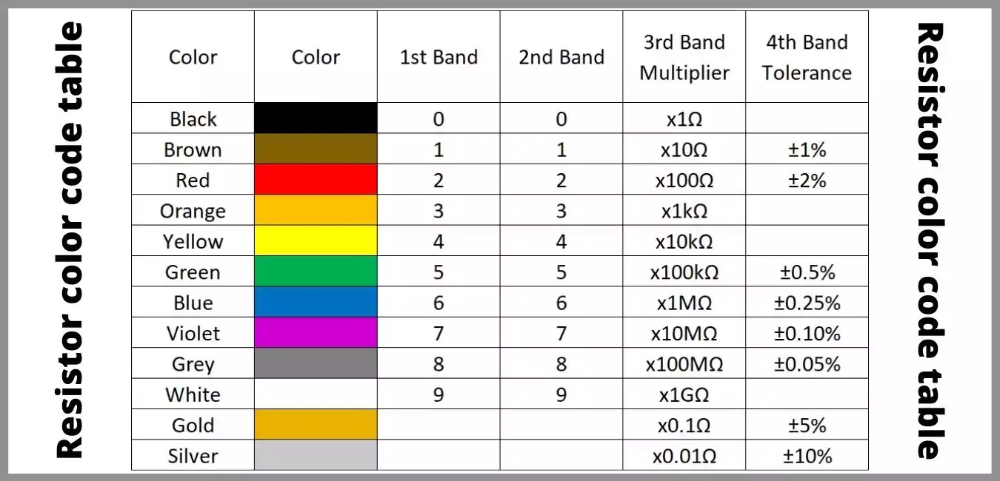 Resistor color code table
Color Color 1st Band 2nd Band 3rd Band Multiplier 4th Band Tolerance
Black 0 0 x1Ω
Brown 1 1 x10Ω ±1%
Red 2 2 x100Ω ±2%
Orange 3 3 x1kΩ
Yellow 4 4 x10kΩ
Green 5 5 x100kΩ ±0.5%
Blue 6 6 x1MΩ ±0.25%
Violet 7 7 x10MΩ ±0.10%
Grey 8 8 x100MΩ ±0.05%
White 9 9 x1GΩ
Gold x0.1Ω ±5%
Silver x0.01Ω ±10%
Resistor color code table